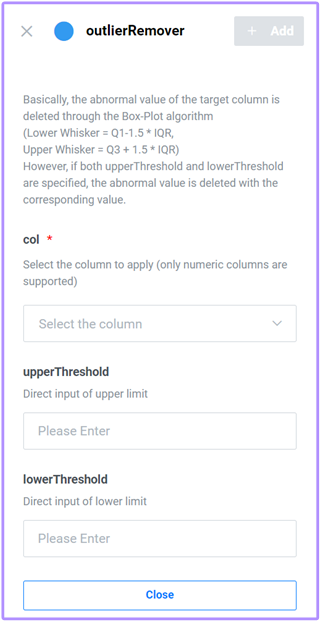 outlierRemover
+ Add
Basically, the abnormal value of the target column is
deleted through the Box-Plot algorithm
(Lower Whisker = Q1-1.5 * IQR,
Upper Whisker = Q3 + 1.5 * IQR)
However, if both upperThreshold and lowerThreshold
are specified, the abnormal value is deleted with the
corresponding value.
col *
Select the column to apply (only numeric columns are
supported)
Select the column
upperThreshold
Direct input of upper limit
Please Enter
lowerThreshold
Direct input of lower limit
Please Enter
Close